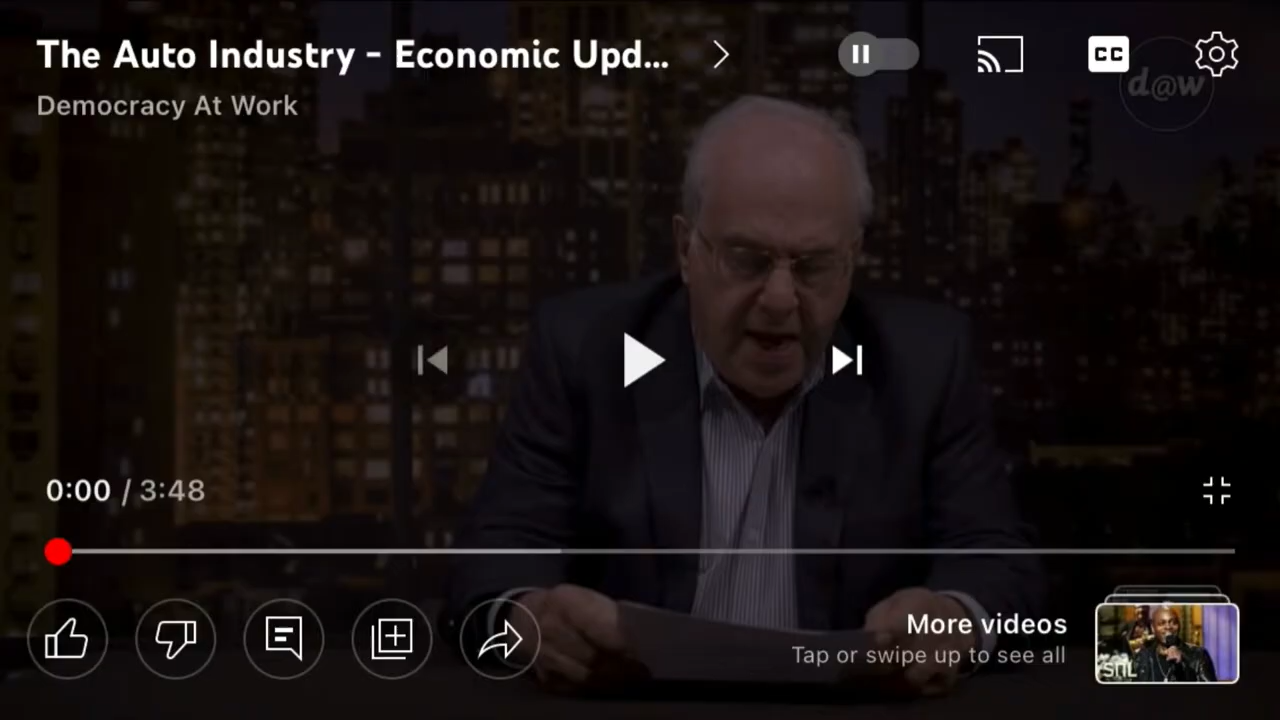 The Auto Industry - Economic Upd...
Democracy At Work
CC
d@w
0:00 / 3:48
More videos
Tap or swipe up to see all
SNL